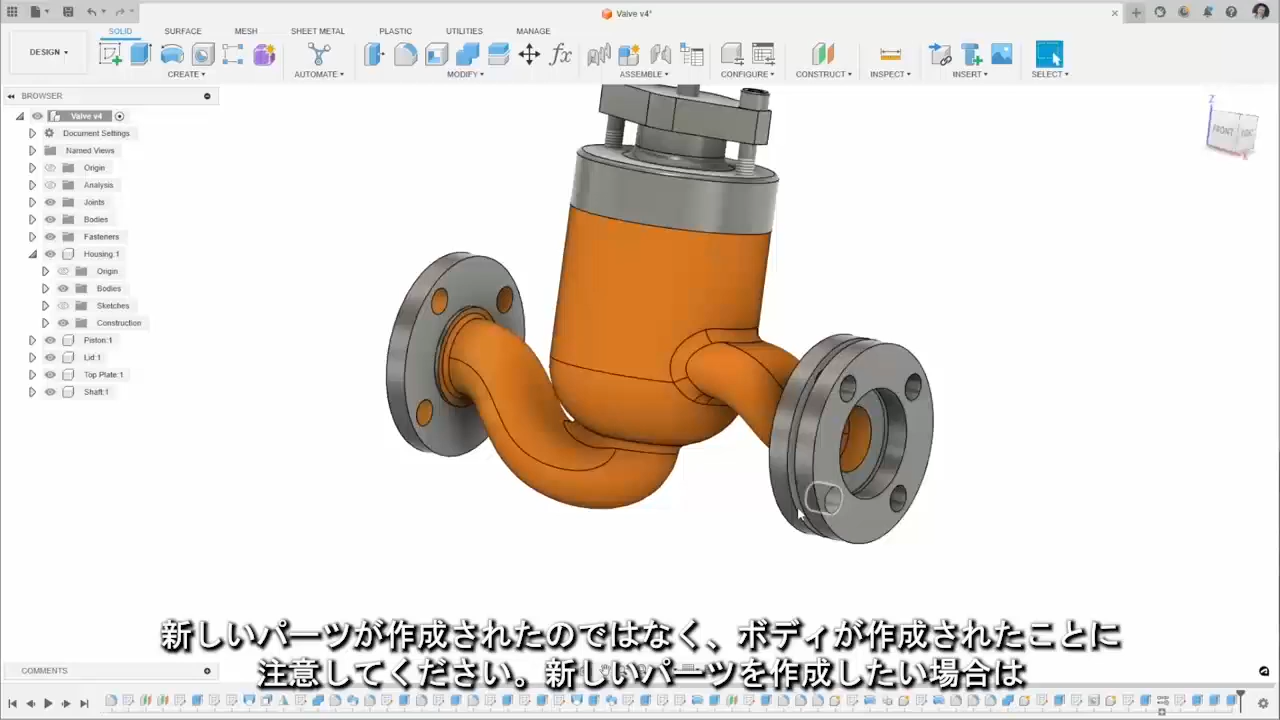 Valve v4*
SOLID SURFACE MESH SHEET METAL PLASTIC UTILITIES MANAGE
DESIGN
CREATE AUTOMATE MODIFY ASSEMBLE CONFIGURE CONSTRUCT INSPECT INSERT SELECT
BROWSER
Valve v4
Document Settings
Named Views
Origin
Analysis
Joints
Bodies
Fasteners
Housing:1
Origin
Bodies
Sketches
Construction
Piston:1
Lid:1
Top Plate:1
Shaft:1
Z
FRONT
X
新しいパーツが作成されたのではなく、ボディが作成されたことに
注意してください。新しいパーツを作成したい場合は
COMMENTS